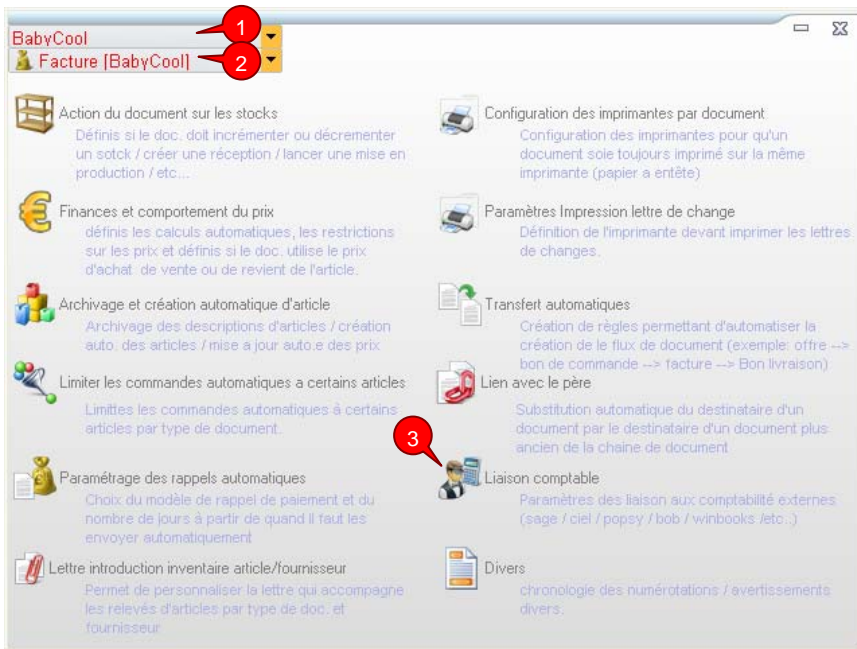 BabyCool
1
Facture [BabyCool]
2
Action du document sur les stocks
Définis si le doc. doit incrémenter ou décrementer
un sotck / créer une réception / lancer une mise en
production / etc...
Finances et comportement du prix
définis les calculs automatiques, les restrictions
sur les prix et définis si le doc. utilise le prix
d'achat de vente ou de revient de l'article.
Archivage et création automatique d'article
Archivage des descriptions d'articles / création
auto. des articles / mise a jour auto.e des prix
Limiter les commandes automatiques a certains articles
Limittes les commandes automatiques à certains
articles par type de document.
Paramétrage des rappels automatiques
Choix du modèle de rappel de paiement et du
nombre de jours à partir de quand il faut les
envoyer automatiquement
Lettre introduction inventaire article/fournisseur
Permet de personnaliser la lettre qui accompagne
les relevés d'articles par type de doc. et
fournisseur
Configuration des imprimantes par document
Configuration des imprimantes pour qu'un
document soie toujours imprimé sur la même
imprimante (papier a entête)
Paramètres Impression lettre de change
Définition de l'imprimante devant imprimer les lettres
de changes.
Transfert automatiques
Création de règles permettant d'automatiser la
création de le flux de document (exemple: offre -->
bon de commande --> facture --> Bon livraison)
Lien avec le père
Substitution automatique du destinataire d'un
document par le destinataire d'un document plus
ancien de la chaine de document
3
Liaison comptable
Paramètres des liaison aux comptabilité externes
(sage / ciel / popsy / bob / winbooks /etc..)
Divers
chronologie des numérotations / avertissements
divers.